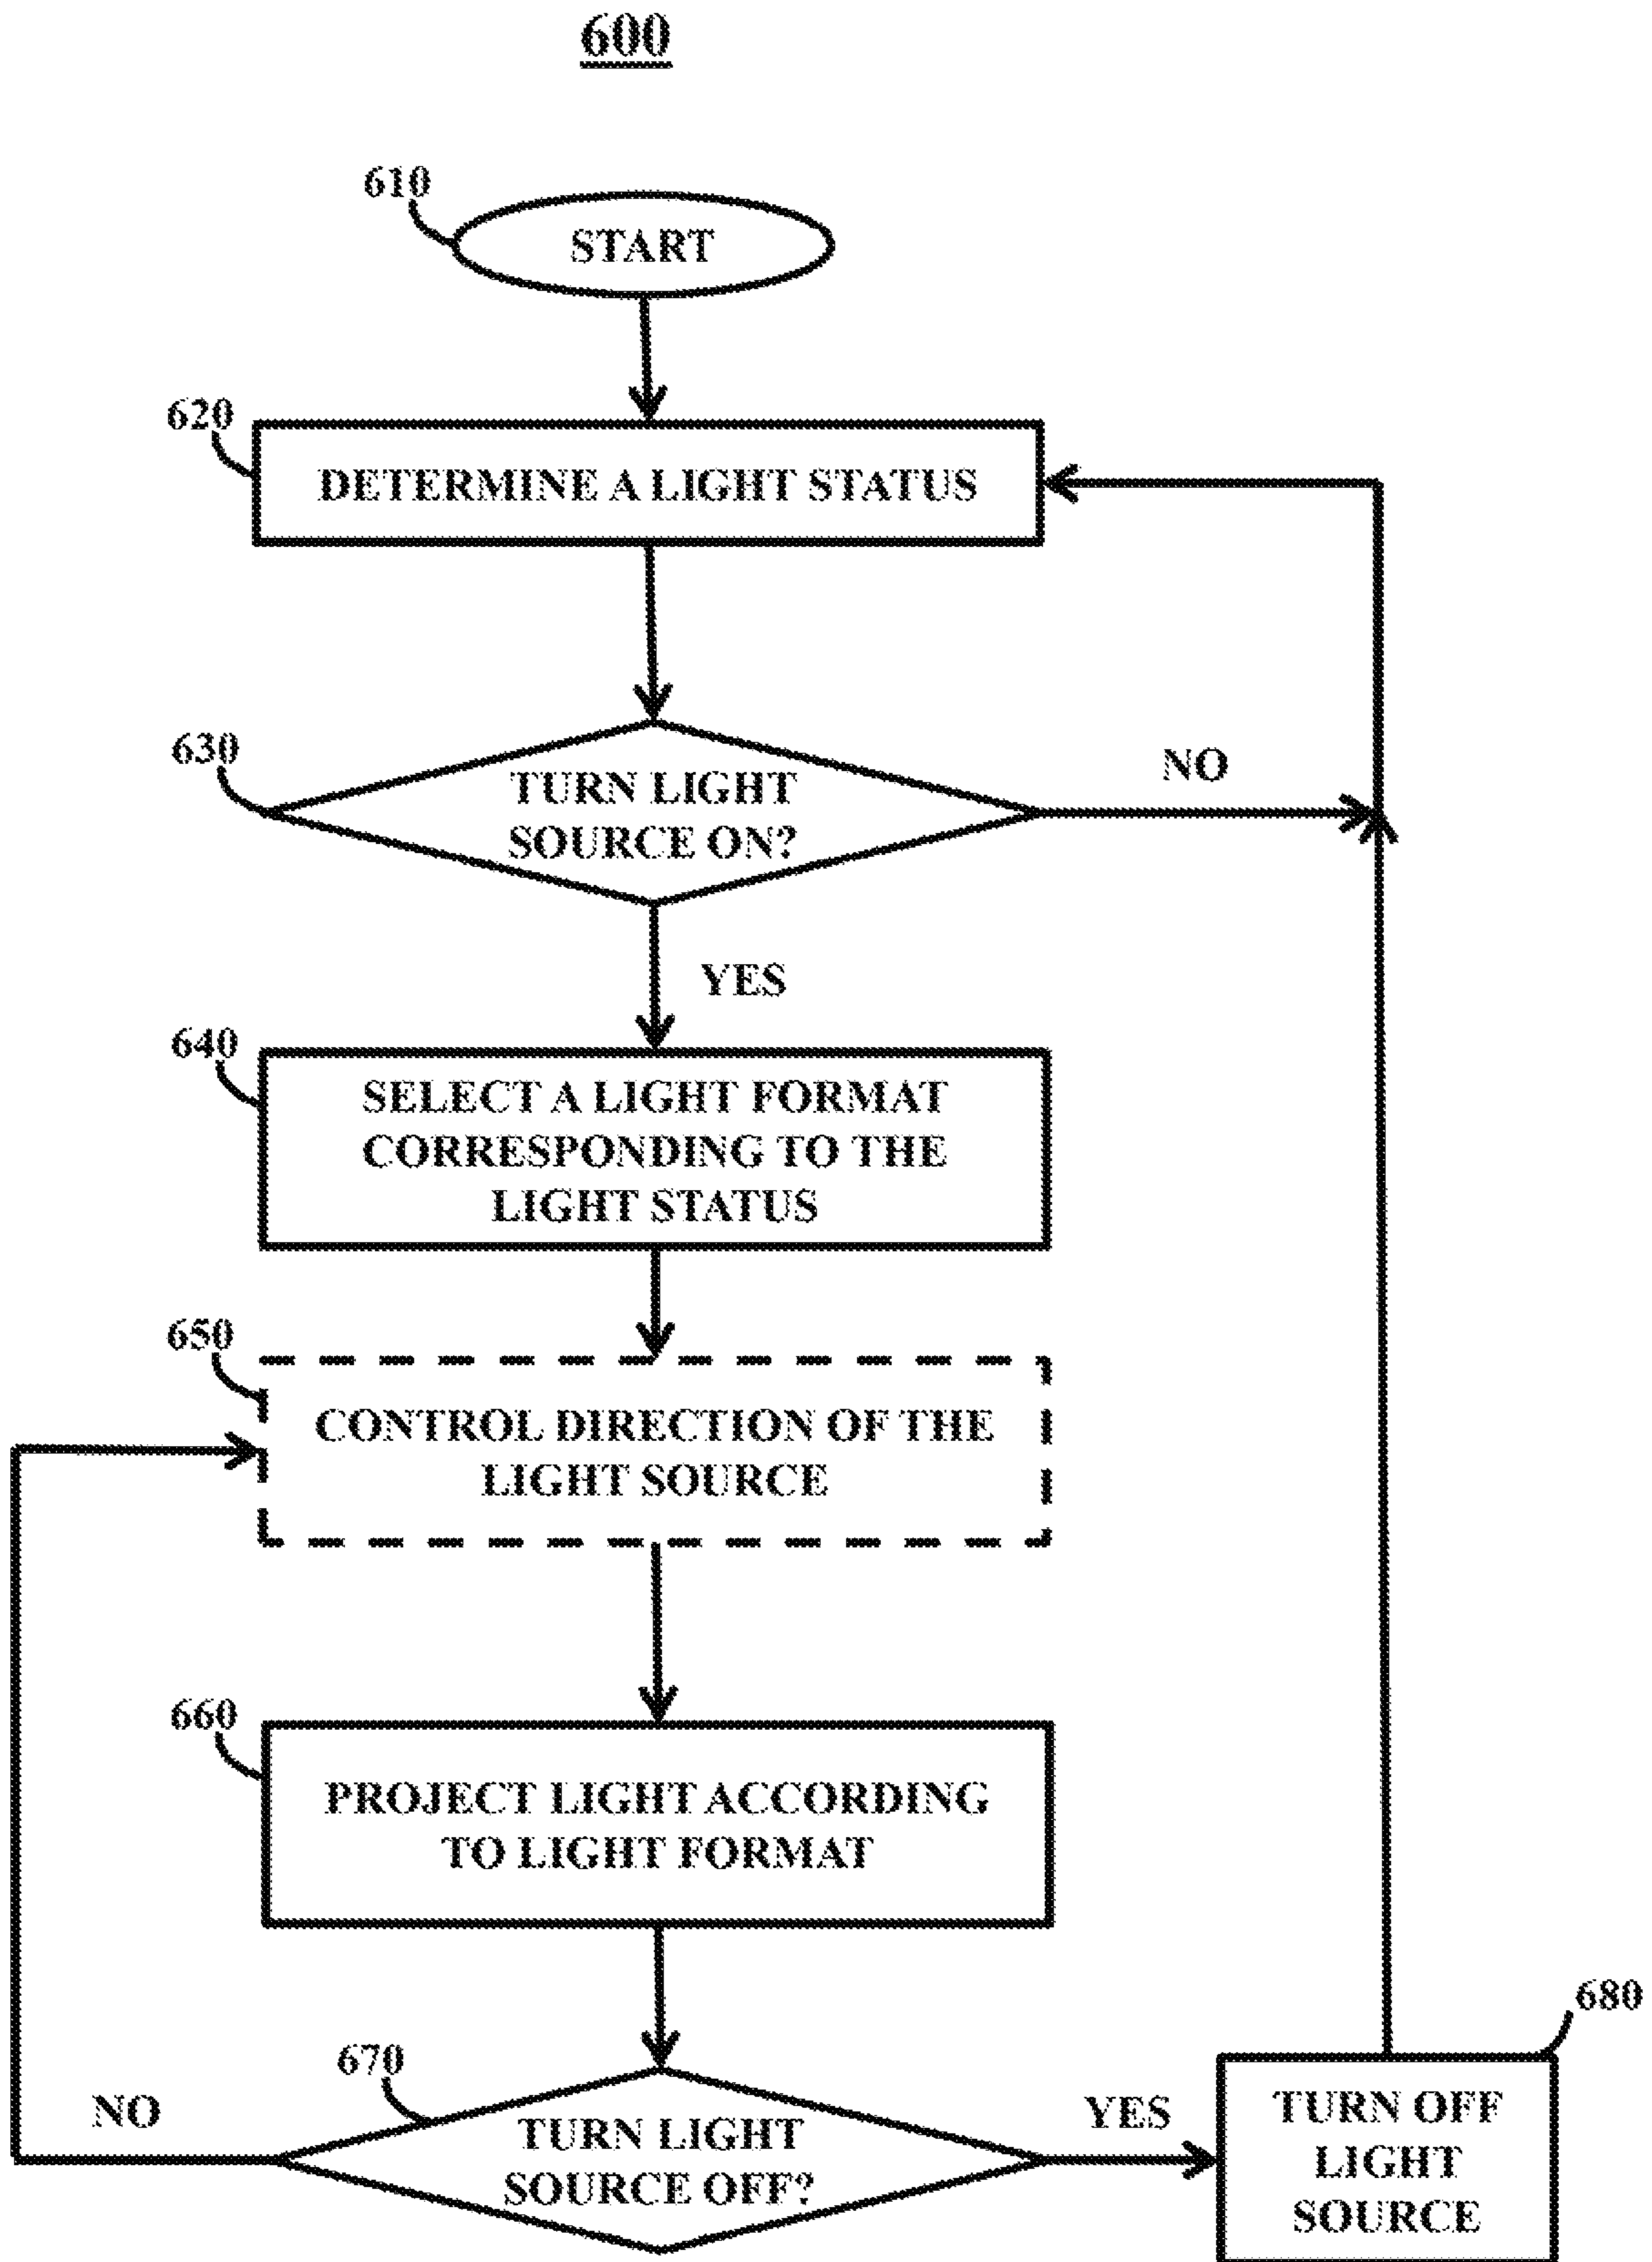 600
610
START
620
DETERMINE A LIGHT STATUS
630
TURN LIGHT
SOURCE ON?
NO
YES
640
SELECT A LIGHT FORMAT
CORRESPONDING TO THE
LIGHT STATUS
650
CONTROL DIRECTION OF THE
LIGHT SOURCE
660
PROJECT LIGHT ACCORDING
TO LIGHT FORMAT
670
NO
TURN LIGHT
SOURCE OFF?
YES
680
TURN OFF
LIGHT
SOURCE